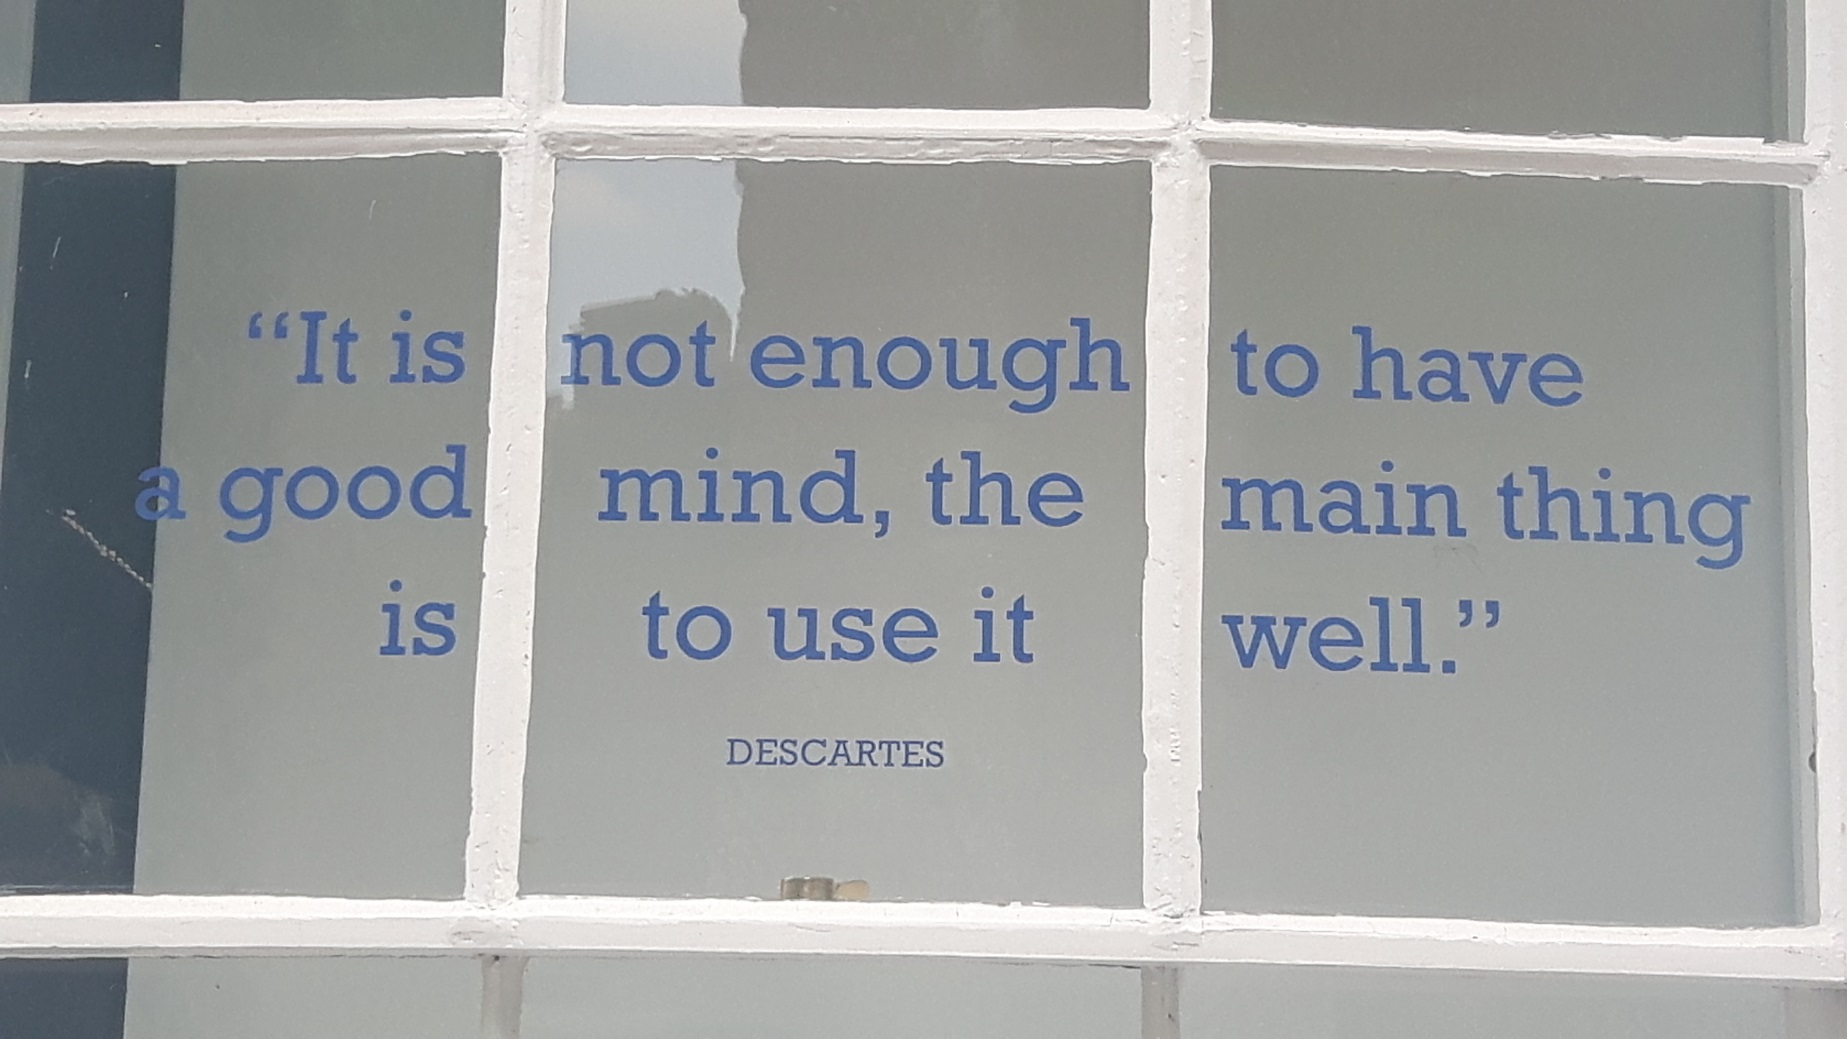 “It is not enough to have
a good mind, the main thing
is to use it well.”
DESCARTES